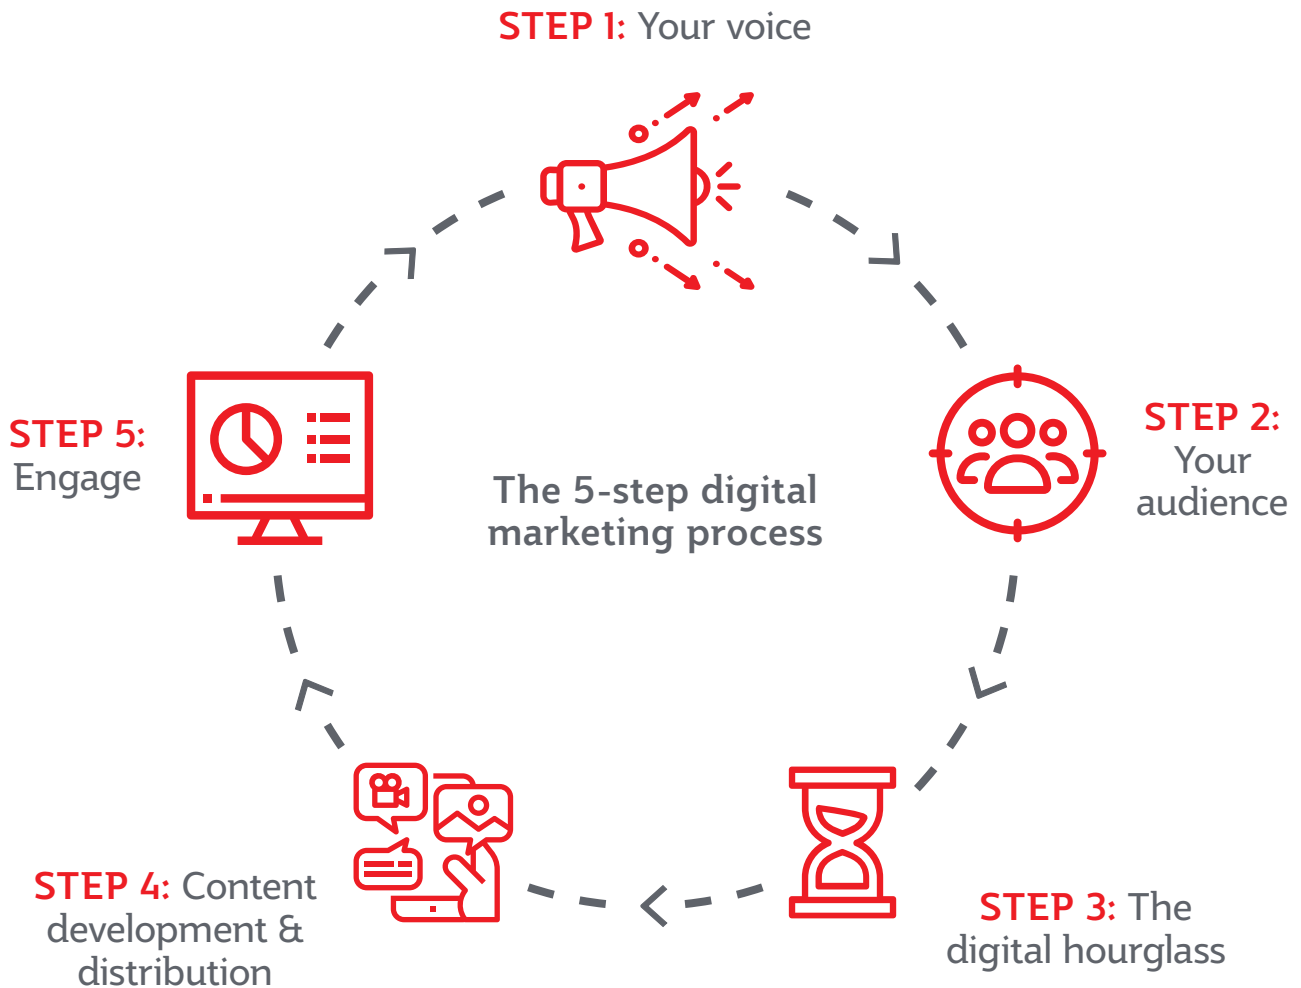 STEP 1: Your voice
STEP 2:
Your
audience
STEP 3: The
digital hourglass
STEP 4: Content
development &
distribution
STEP 5:
Engage
The 5-step digital
marketing process